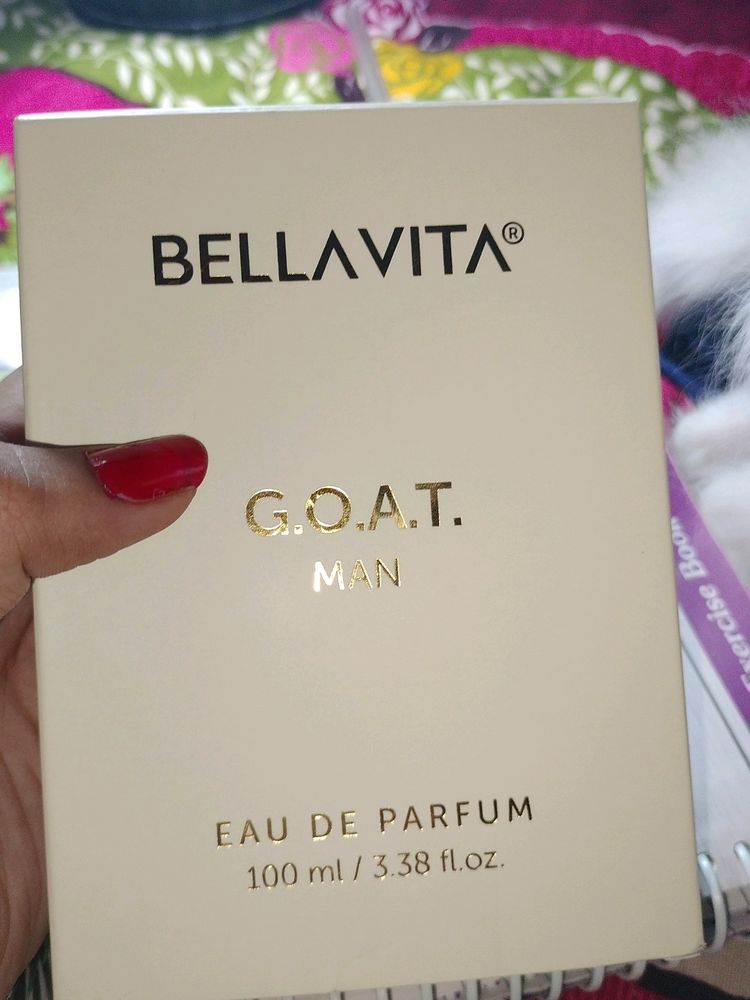 BELLAVITA®
G.O.A.T.
MAN
EAU DE PARFUM
100 ml / 3.38 fl.oz.
Exercise Book